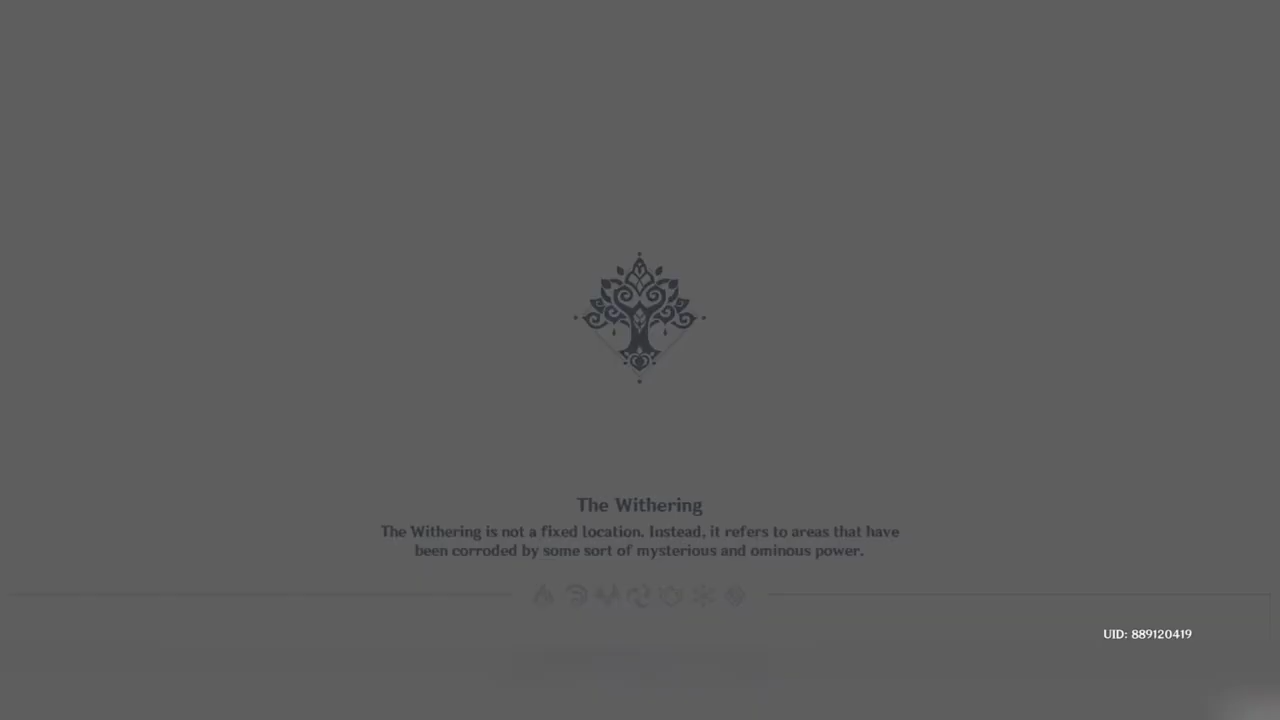 The Withering
The Withering is not a fixed location. Instead, it refers to areas that have
been corroded by some sort of mysterious and ominous power.
UID: 889120419